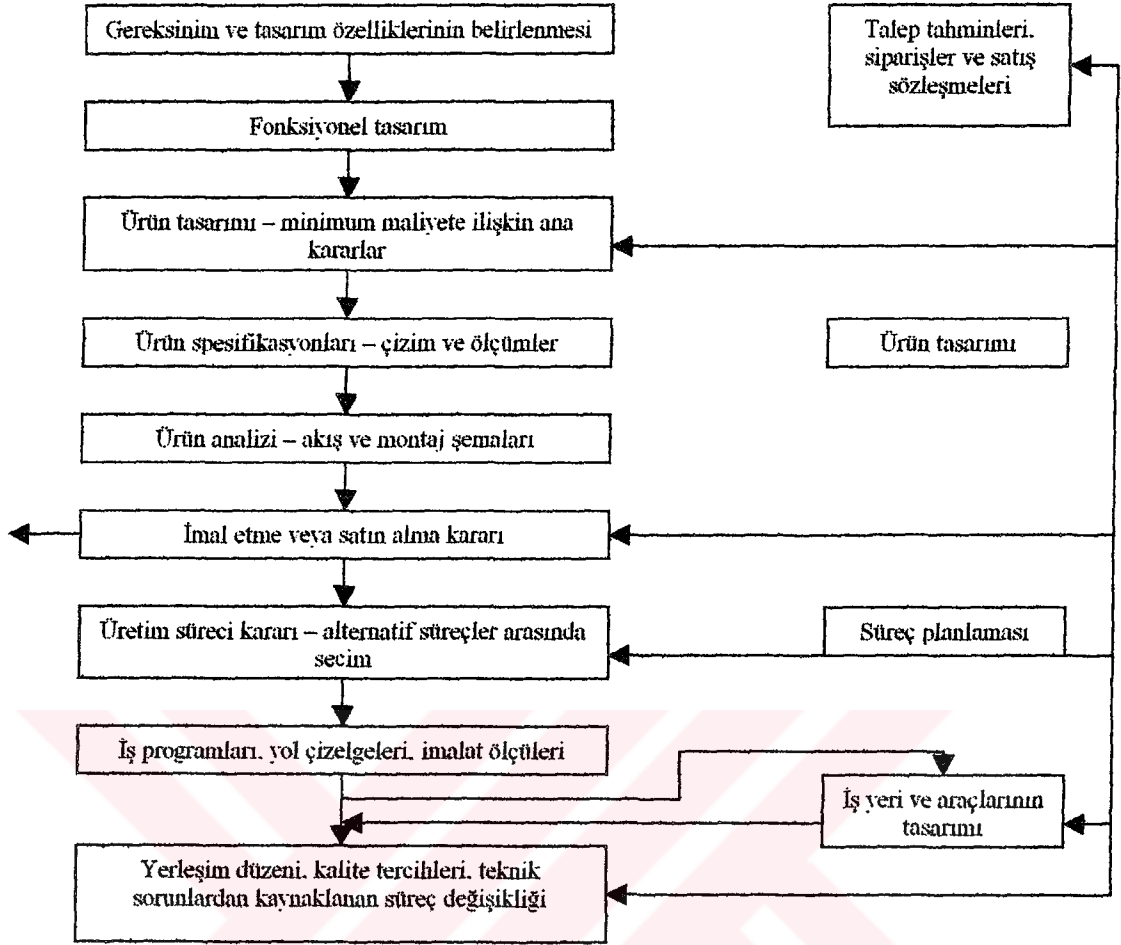 Gereksinim ve tasarım özelliklerinin belirlenmesi
Talep tahminleri, siparişler ve satış sözleşmeleri
Fonksiyonel tasarım
Ürün tasarımı – minimum maliyete ilişkin ana kararlar
Ürün spesifikasyonları – çizim ve ölçümler
Ürün tasarımı
Ürün analizi – akış ve montaj şemaları
İmal etme veya satın alma kararı
Üretim süreci kararı – alternatif süreçler arasında secim
Süreç planlaması
İş programları, yol çizelgeleri, imalat ölçüleri
İş yeri ve araçlarının tasarımı
Yerleşim düzeni, kalite tercihleri, teknik sorunlardan kaynaklanan süreç değişikliği